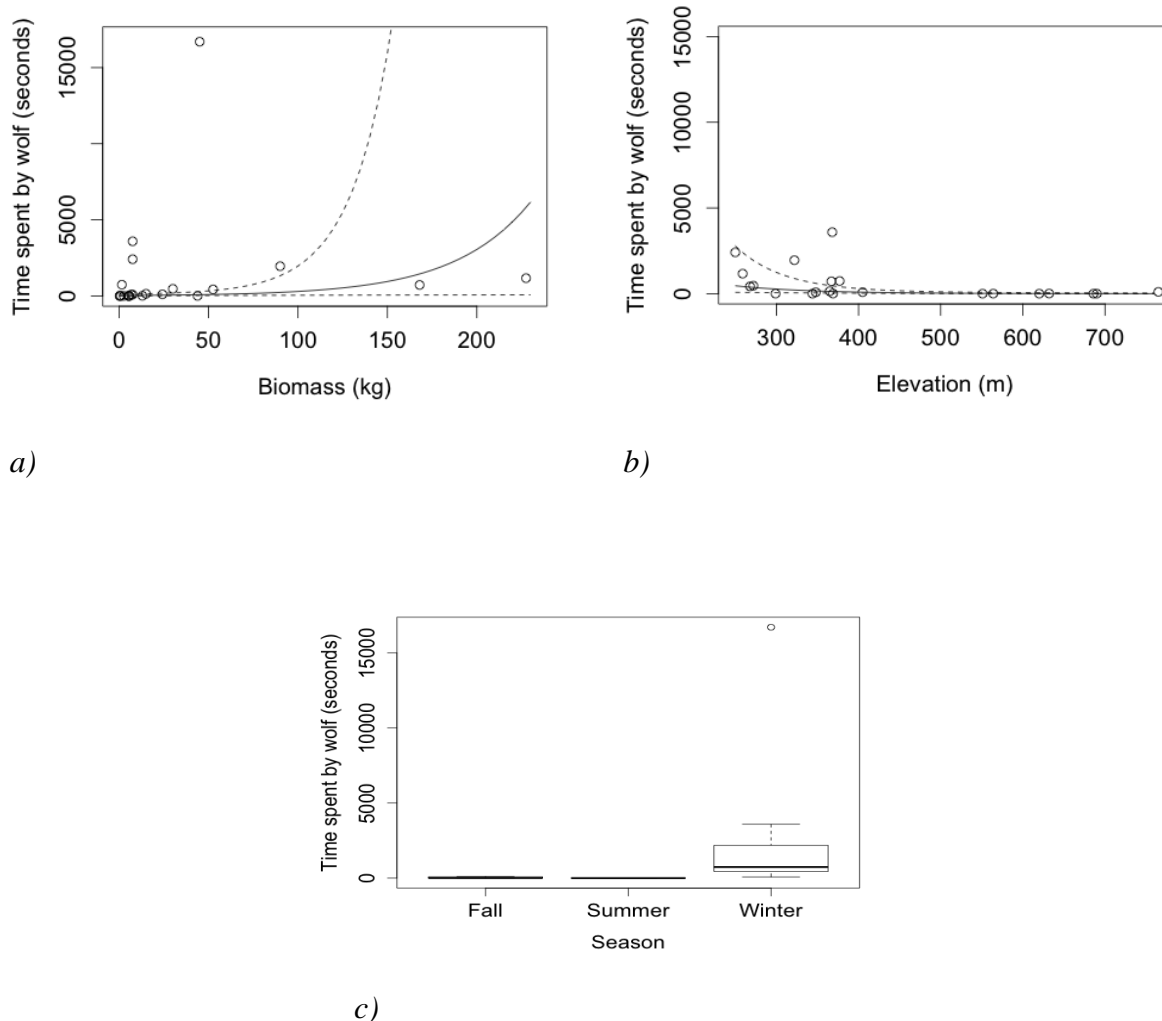 Time spent by wolf (seconds)
15000
5000
0
0 50 100 150 200
Biomass (kg)
a)
Time spent by wolf (seconds)
15000
10000
5000
0
300 400 500 600 700
Elevation (m)
b)
Time spent by wolf (seconds)
15000
10000
5000
0
Fall Summer Winter
Season
c)